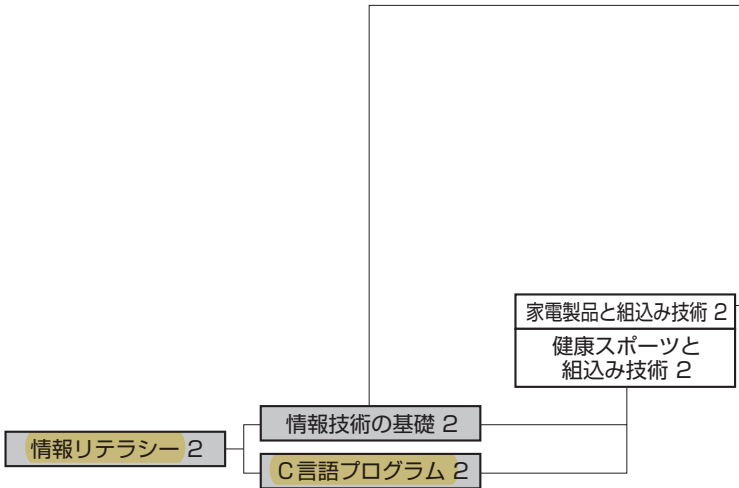 家電製品と組込み技術 2
健康スポーツと
組込み技術 2
情報技術の基礎 2
情報リテラシー 2
C言語プログラム 2